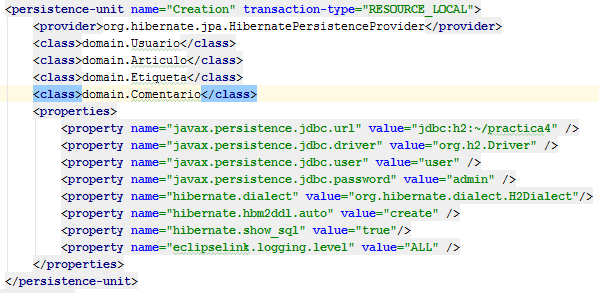 <persistence-unit name="Creation" transaction-type="RESOURCE_LOCAL">
<provider>org.hibernate.jpa.HibernatePersistenceProvider</provider>
<class>domain.Usuario</class>
<class>domain.Articulo</class>
<class>domain.Etiqueta</class>
<class>domain.Comentario</class>
<properties>
<property name="javax.persistence.jdbc.url" value="jdbc:h2:~/practica4" />
<property name="javax.persistence.jdbc.driver" value="org.h2.Driver" />
<property name="javax.persistence.jdbc.user" value="user" />
<property name="javax.persistence.jdbc.password" value="admin" />
<property name="hibernate.dialect" value="org.hibernate.dialect.H2Dialect"/>
<property name="hibernate.hbm2ddl.auto" value="create" />
<property name="hibernate.show_sql" value="true"/>
<property name="eclipselink.logging.level" value="ALL" />
</properties>
</persistence-unit>